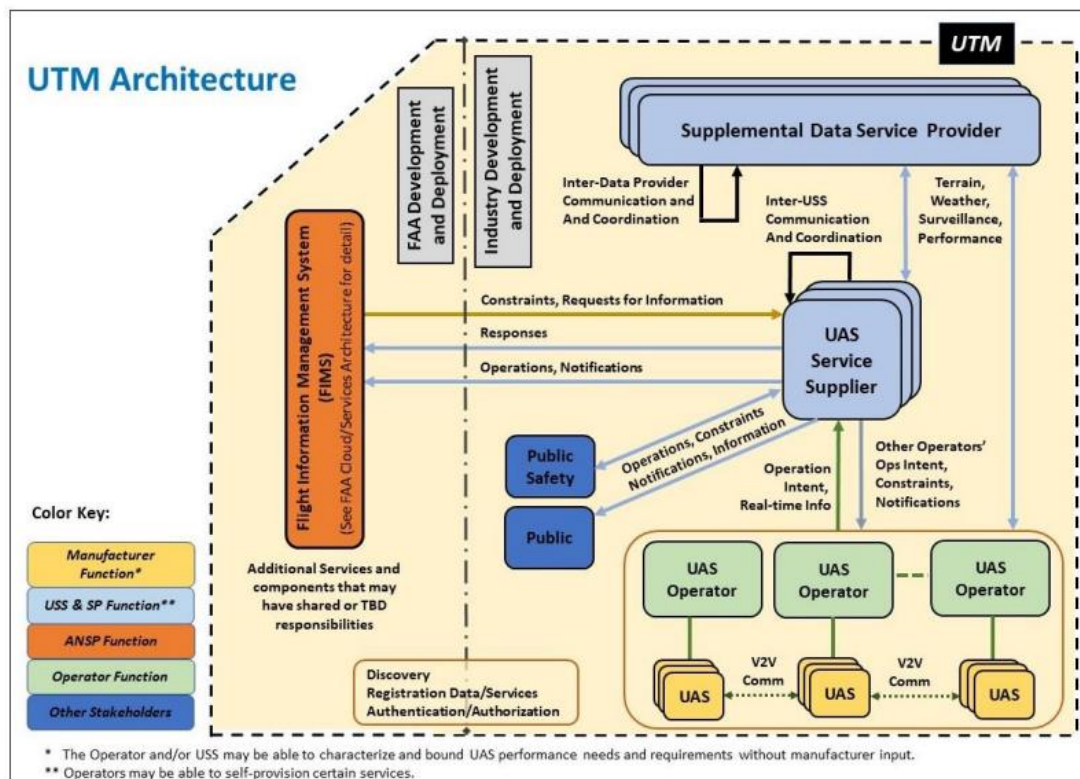 UTM
UTM Architecture
FAA Development
and Deployment
Industry Development
and Deployment
Supplemental Data Service Provider
Inter-Data Provider
Communication and
And Coordination
Inter-USS
Communication
And Coordination
Terrain,
Weather,
Surveillance,
Performance
Flight Information Management System
(FIMS)
(See FAA Cloud/Services Architecture for detail)
Constraints, Requests for Information
Responses
Operations, Notifications
UAS
Service
Supplier
Operations, Constraints
Notifications, Information
Public
Safety
Public
Operation
Intent,
Real-time Info
Other Operators'
Ops Intent,
Constraints,
Notifications
Color Key:
Manufacturer
Function*
USS & SP Function**
ANSP Function
Operator Function
Other Stakeholders
Additional Services and
components that may
have shared or TBD
responsibilities
Discovery
Registration Data/Services
Authentication/Authorization
UAS
Operator
UAS
Operator
UAS
Operator
V2V
Comm
V2V
Comm
UAS
UAS
UAS
* The Operator and/or USS may be able to characterize and bound UAS performance needs and requirements without manufacturer input.
** Operators may be able to self-provision certain services.